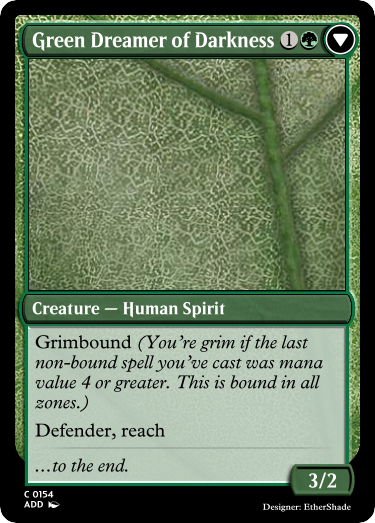 Green Dreamer of Darkness 1
Creature — Human Spirit
Grimbound (You're grim if the last
non-bound spell you've cast was mana
value 4 or greater. This is bound in all
zones.)
Defender, reach
…to the end.
3/2
C 0154
ADD
Designer: EtherShade